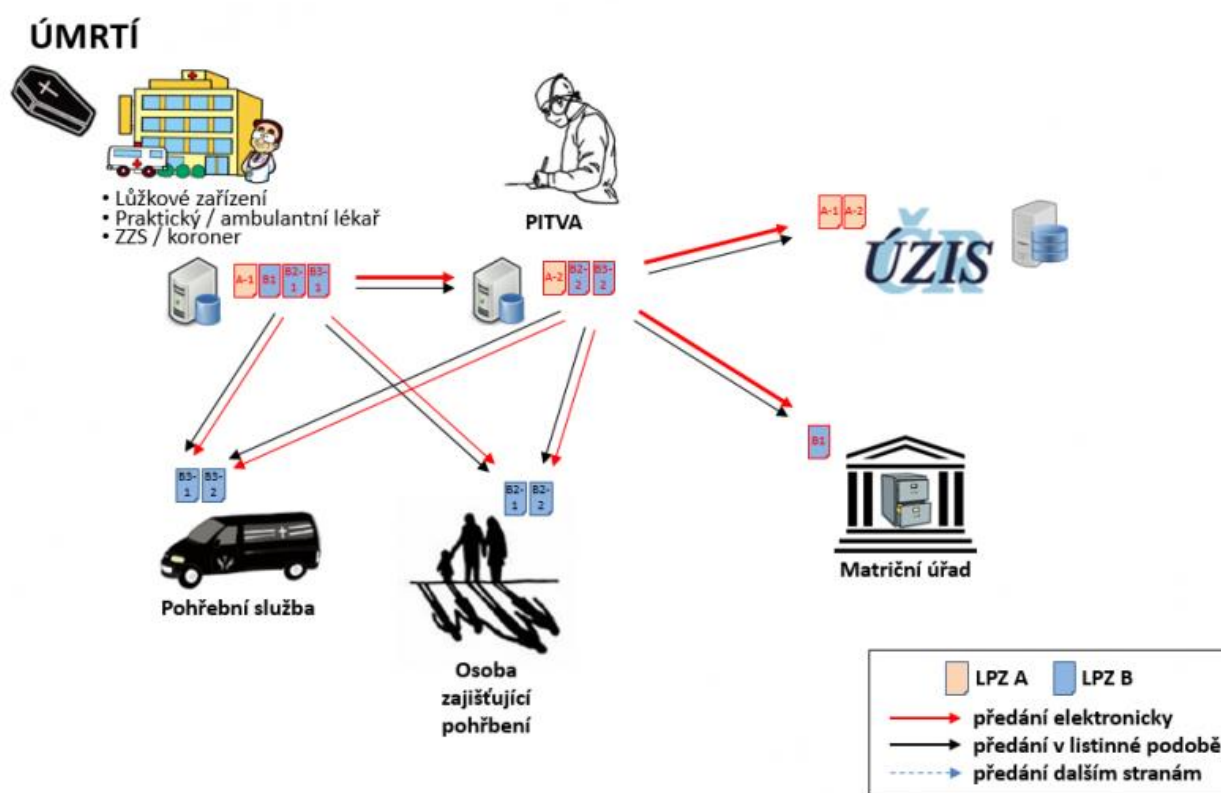 ÚMRTÍ
• Lůžkové zařízení
• Praktický / ambulantní lékař
• ZZS / koroner
PITVA
A-1
B1
B2-
1
B3-
1
A-2
B2-
2
B3-
2
A-1
A-2
ÚZIS
ČR
B3-
1
B3-
2
Pohřební služba
B2-
1
B2-
2
Osoba
zajišťující
pohřbení
B1
Matriční úřad
LPZ A
LPZ B
předání elektronicky
předání v listinné podobě
předání dalším stranám